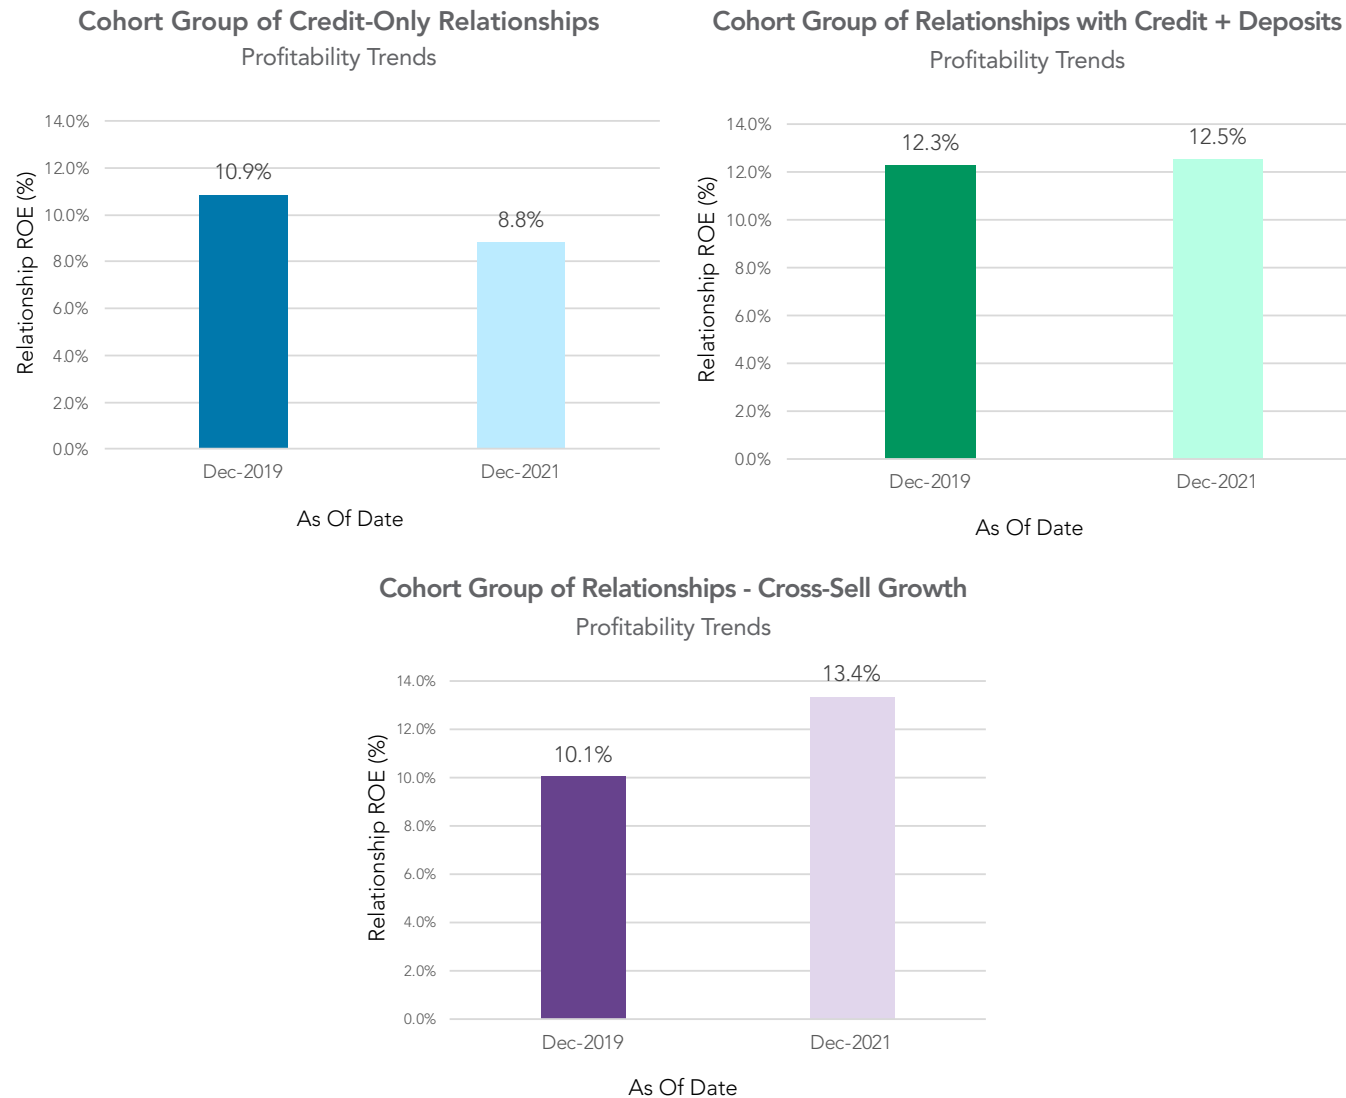 Cohort Group of Credit-Only Relationships
Profitability Trends
Relationship ROE (%)
14.0%
12.0%
10.0%
8.0%
6.0%
4.0%
2.0%
0.0%
10.9%
8.8%
Dec-2019
Dec-2021
As Of Date
Cohort Group of Relationships with Credit + Deposits
Profitability Trends
Relationship ROE (%)
14.0%
12.0%
10.0%
8.0%
6.0%
4.0%
2.0%
0.0%
12.3%
12.5%
Dec-2019
Dec-2021
As Of Date
Cohort Group of Relationships - Cross-Sell Growth
Profitability Trends
Relationship ROE (%)
14.0%
12.0%
10.0%
8.0%
6.0%
4.0%
2.0%
0.0%
10.1%
13.4%
Dec-2019
Dec-2021
As Of Date